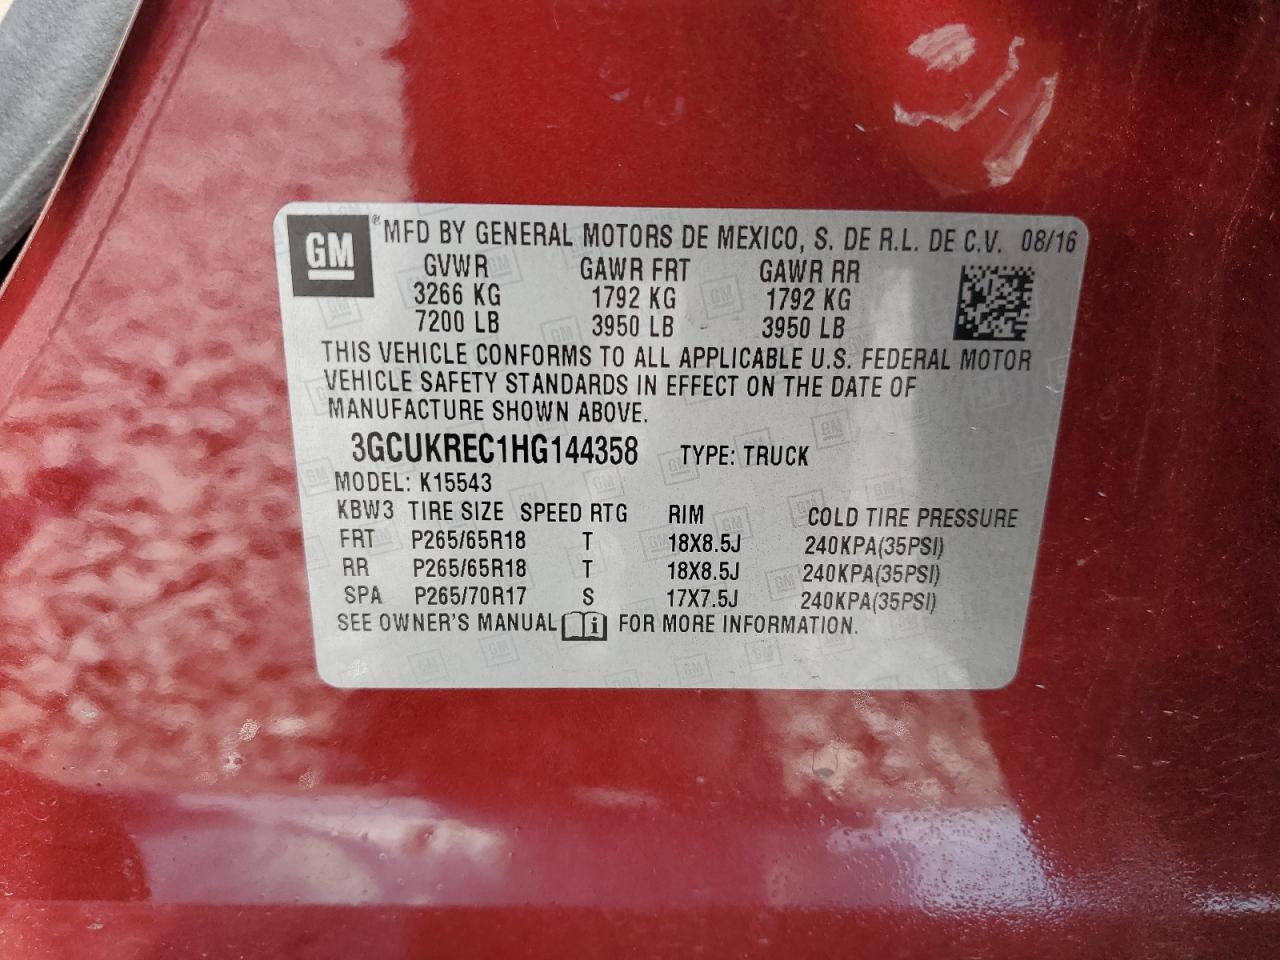 GM ® MFD BY GENERAL MOTORS DE MEXICO, S. DE R.L. DE C.V. 08/16
GVWR GAWR FRT GAWR RR
3266 KG 1792 KG 1792 KG
7200 LB 3950 LB 3950 LB
THIS VEHICLE CONFORMS TO ALL APPLICABLE U.S. FEDERAL MOTOR
VEHICLE SAFETY STANDARDS IN EFFECT ON THE DATE OF
MANUFACTURE SHOWN ABOVE.
3GCUKREC1HG144358 TYPE: TRUCK
MODEL: K15543
KBW3 TIRE SIZE SPEED RTG RIM COLD TIRE PRESSURE
FRT P265/65R18 T 18X8.5J 240KPA(35PSI)
RR P265/65R18 T 18X8.5J 240KPA(35PSI)
SPA P265/70R17 S 17X7.5J 240KPA(35PSI)
SEE OWNER'S MANUAL i FOR MORE INFORMATION.